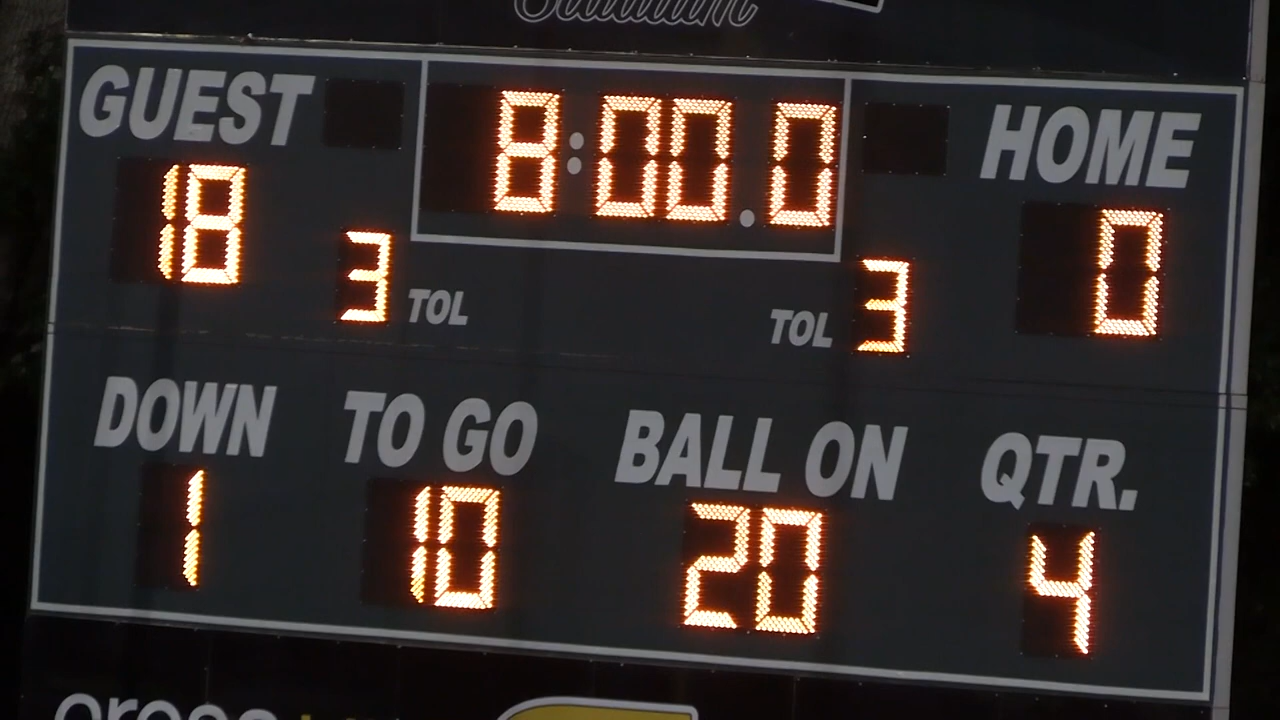 Stadium
GUEST 8:00.0 HOME
18 3 TOL TOL 3 0
DOWN TO GO BALL ON QTR.
1 10 20 4